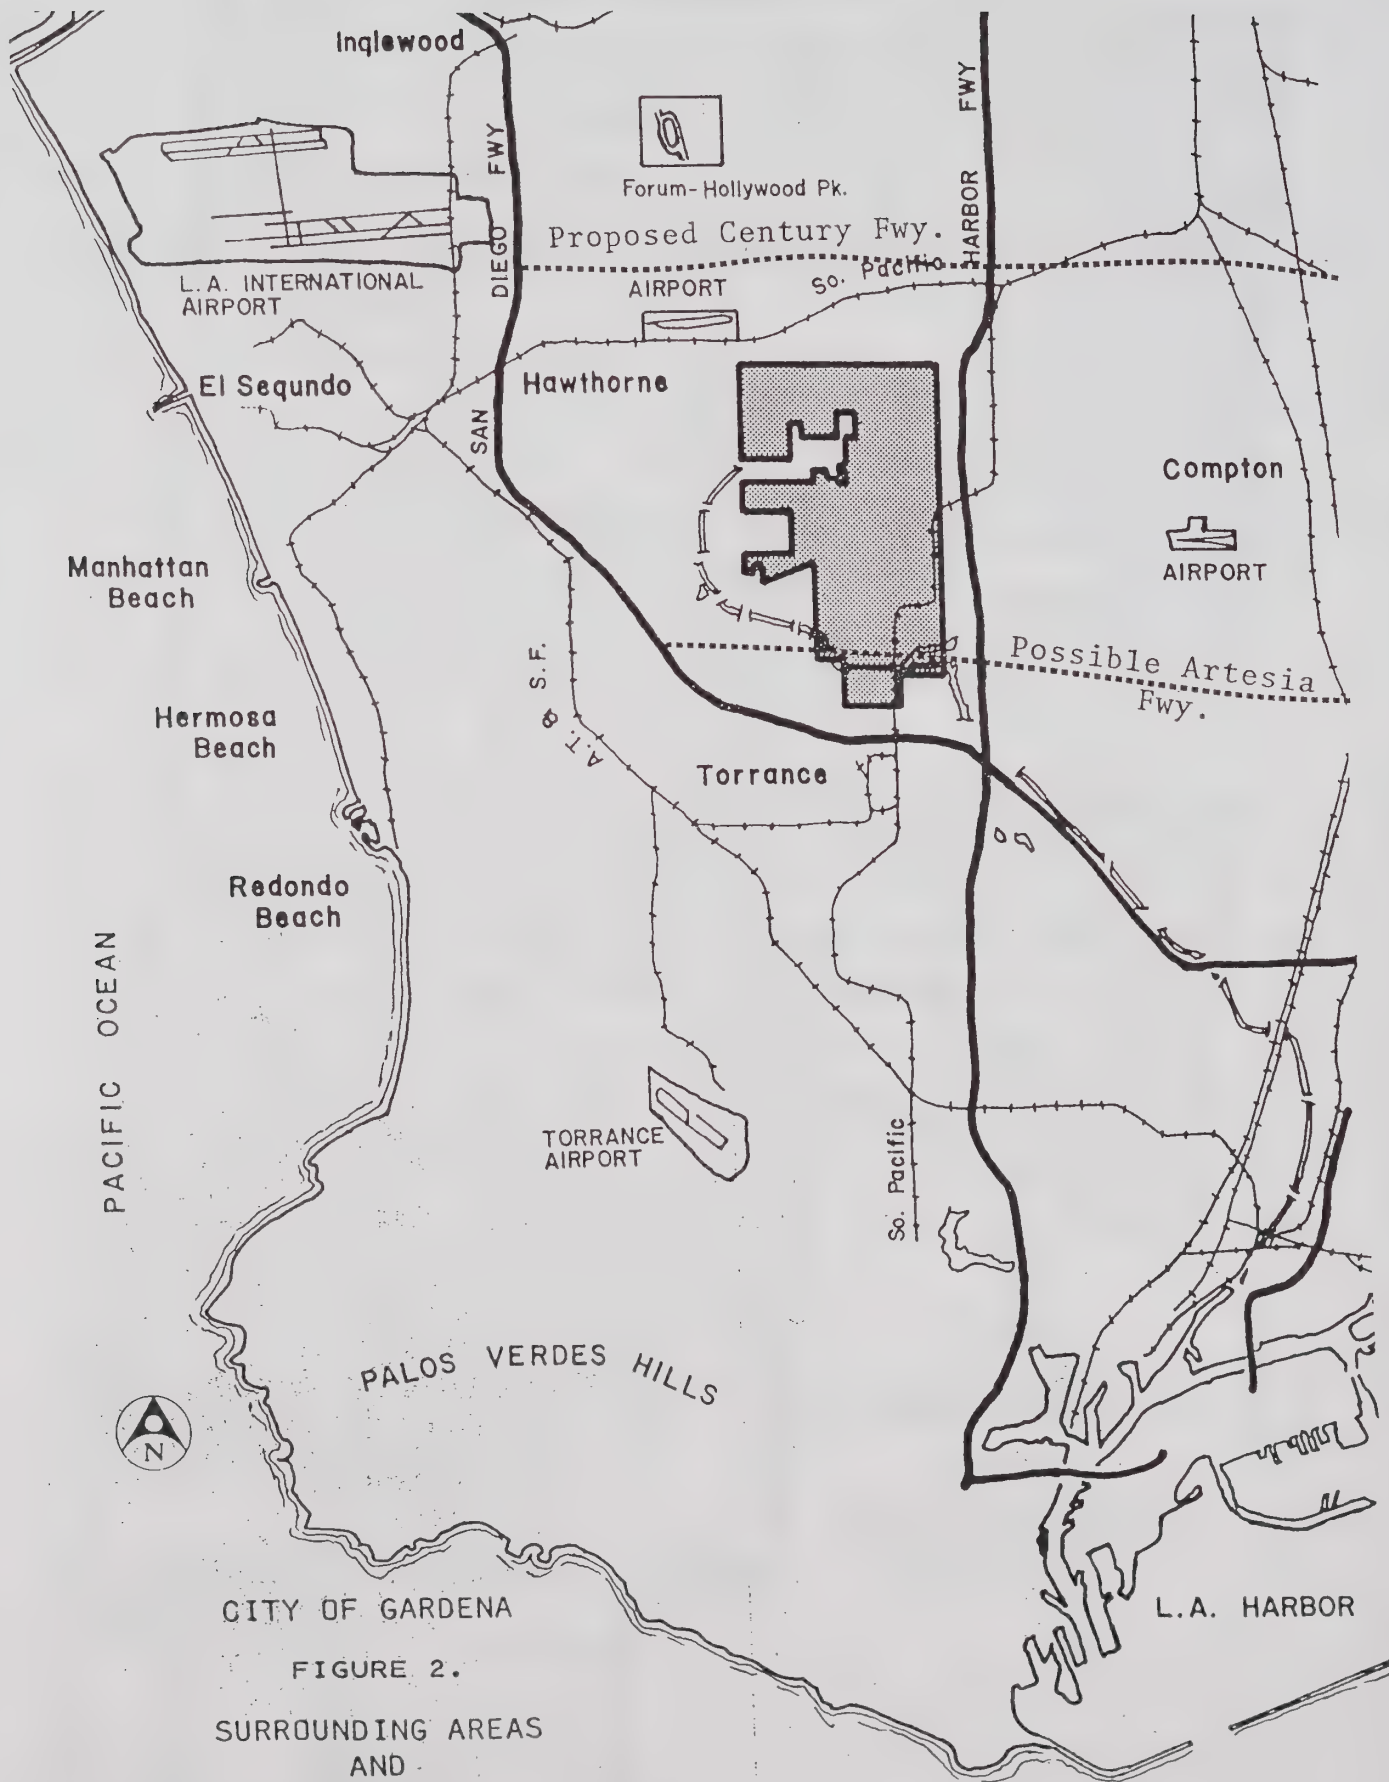 Inglewood
FWY
HARBOR FWY
Forum-Hollywood Pk.
Proposed Century Fwy.
SAN DIEGO FWY
L.A. INTERNATIONAL
AIRPORT
AIRPORT
So. Pacific
El Segundo
Hawthorne
Compton
AIRPORT
Manhattan
Beach
A.T. & S.F.
Possible Artesia
Fwy.
Hermosa
Beach
Torrance
Redondo
Beach
PACIFIC OCEAN
TORRANCE
AIRPORT
So. Pacific
PALOS VERDES HILLS
N
L.A. HARBOR
CITY OF GARDENA
FIGURE 2.
SURROUNDING AREAS
AND